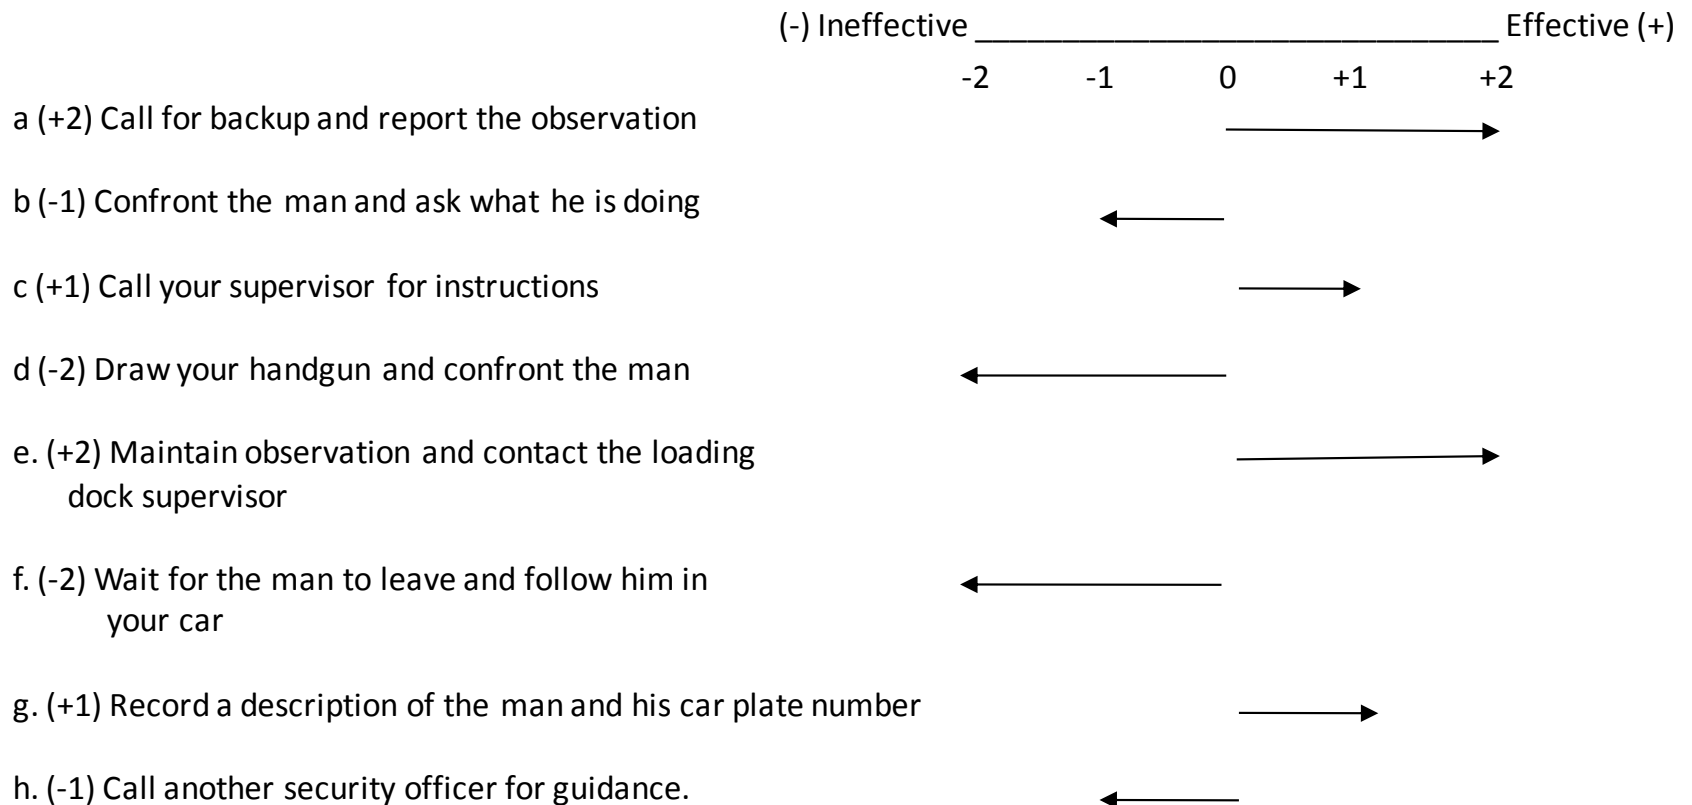 (-) Ineffective ______________________________ Effective (+)
-2 -1 0 +1 +2
a (+2) Call for backup and report the observation
b (-1) Confront the man and ask what he is doing
c (+1) Call your supervisor for instructions
d (-2) Draw your handgun and confront the man
e. (+2) Maintain observation and contact the loading
dock supervisor
f. (-2) Wait for the man to leave and follow him in
your car
g. (+1) Record a description of the man and his car plate number
h. (-1) Call another security officer for guidance.